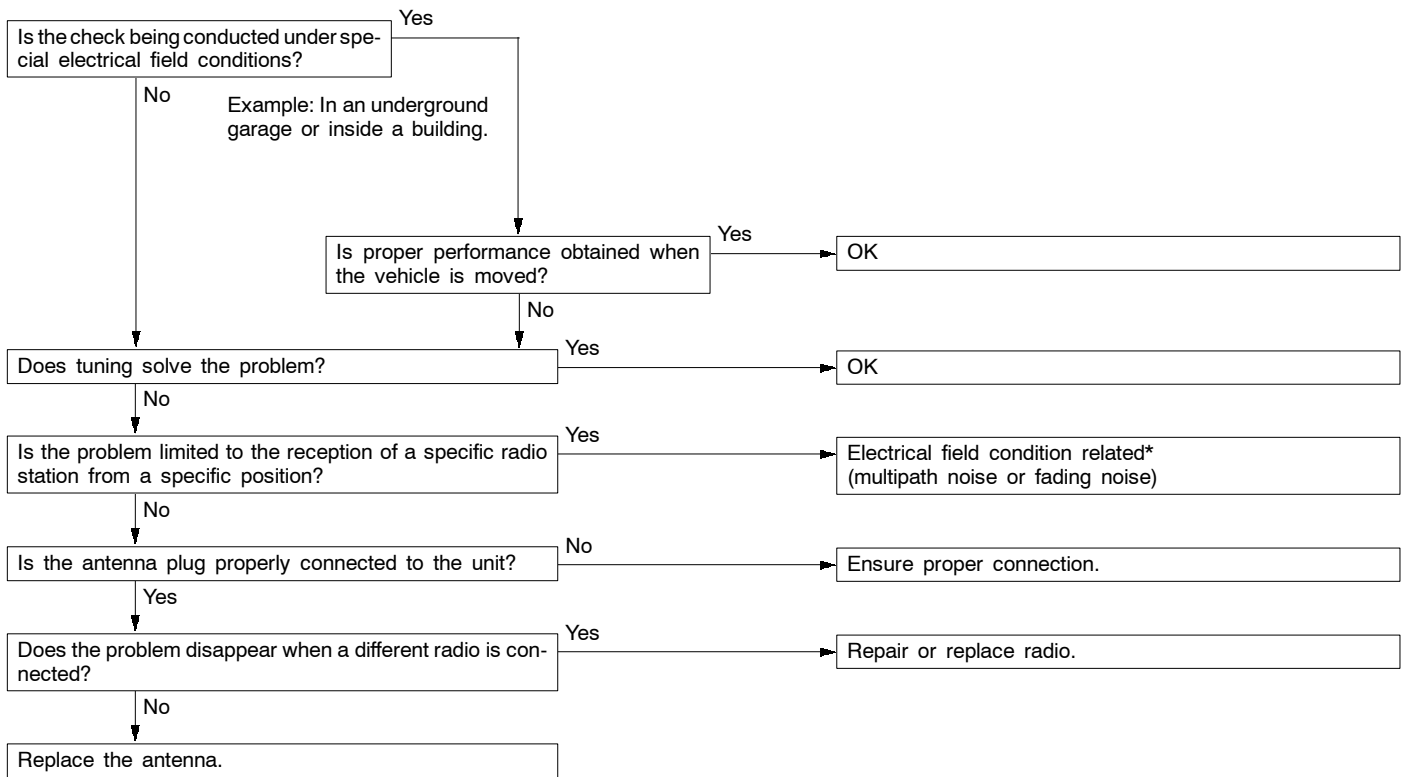 Yes
Is the check being conducted under spe-
cial electrical field conditions?
No
Example: In an underground
garage or inside a building.
Yes
Is proper performance obtained when
the vehicle is moved?
OK
No
Yes
Does tuning solve the problem?
OK
No
Yes
Is the problem limited to the reception of a specific radio
station from a specific position?
Electrical field condition related*
(multipath noise or fading noise)
No
No
Is the antenna plug properly connected to the unit?
Ensure proper connection.
Yes
Yes
Does the problem disappear when a different radio is con-
nected?
Repair or replace radio.
No
Replace the antenna.